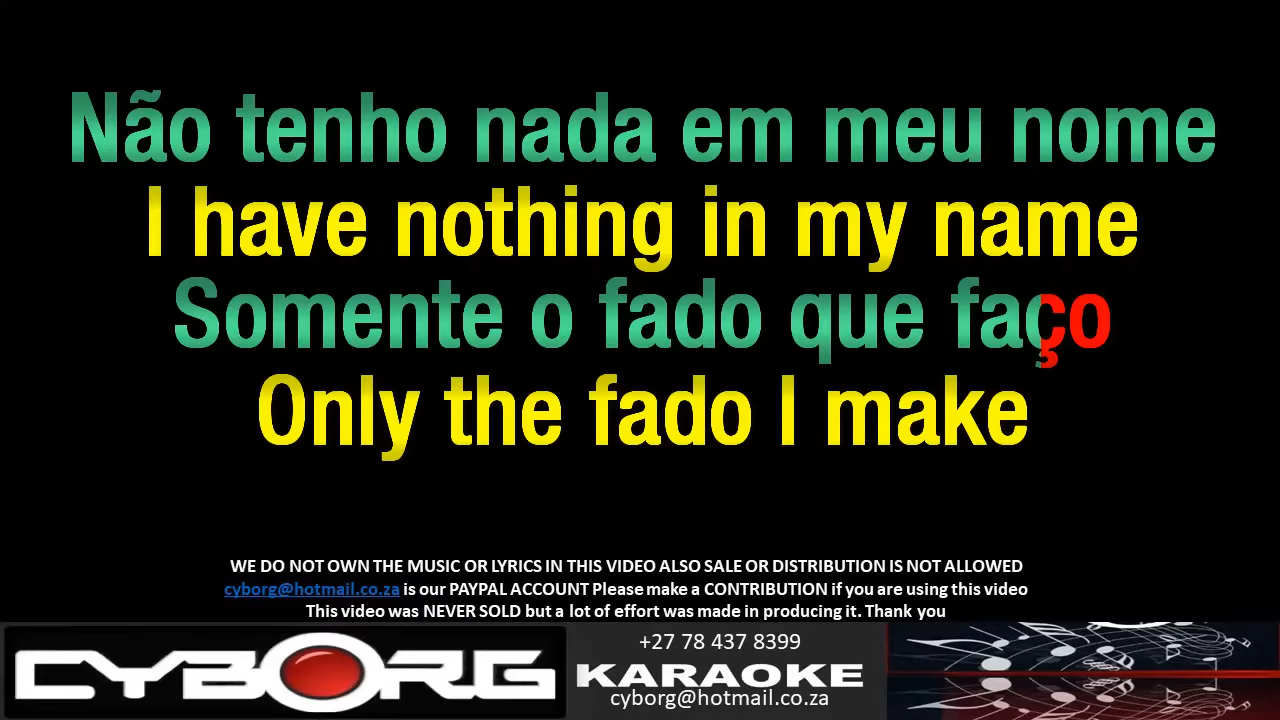 Não tenho nada em meu nome
I have nothing in my name
Somente o fado que faço
Only the fado I make
WE DO NOT OWN THE MUSIC OR LYRICS IN THIS VIDEO ALSO SALE OR DISTRIBUTION IS NOT ALLOWED
cyborg@hotmail.co.za is our PAYPAL ACCOUNT Please make a CONTRIBUTION if you are using this video
This video was NEVER SOLD but a lot of effort was made in producing it. Thank you
CYBORG
+27 78 437 8399
KARAOKE
cyborg@hotmail.co.za